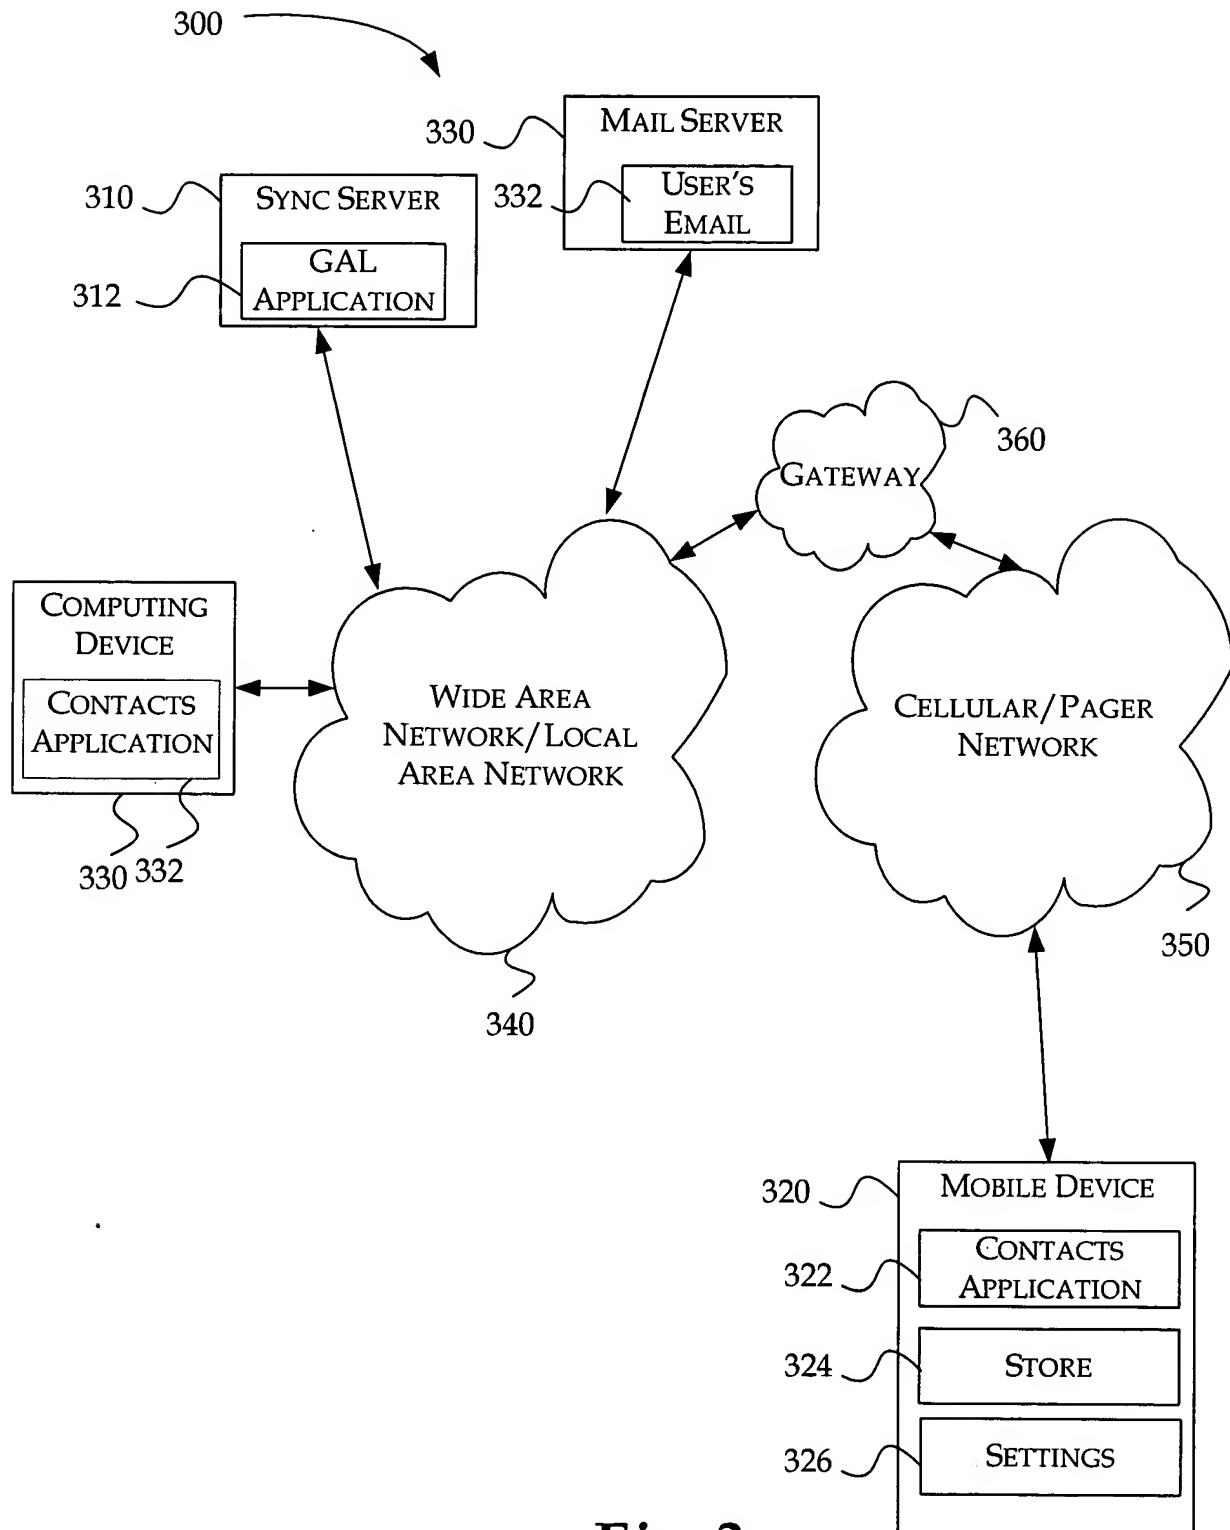 300
330
MAIL SERVER
332
USER'S
EMAIL
310
SYNC SERVER
312
GAL
APPLICATION
360
GATEWAY
COMPUTING
DEVICE
CONTACTS
APPLICATION
330
332
WIDE AREA
NETWORK/LOCAL
AREA NETWORK
340
CELLULAR/PAGER
NETWORK
350
320
MOBILE DEVICE
322
CONTACTS
APPLICATION
324
STORE
326
SETTINGS